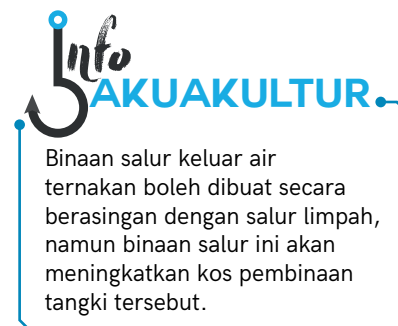 Info
AKUAKULTUR
Binaan salur keluar air
ternakan boleh dibuat secara
berasingan dengan salur limpah,
namun binaan salur ini akan
meningkatkan kos pembinaan
tangki tersebut.